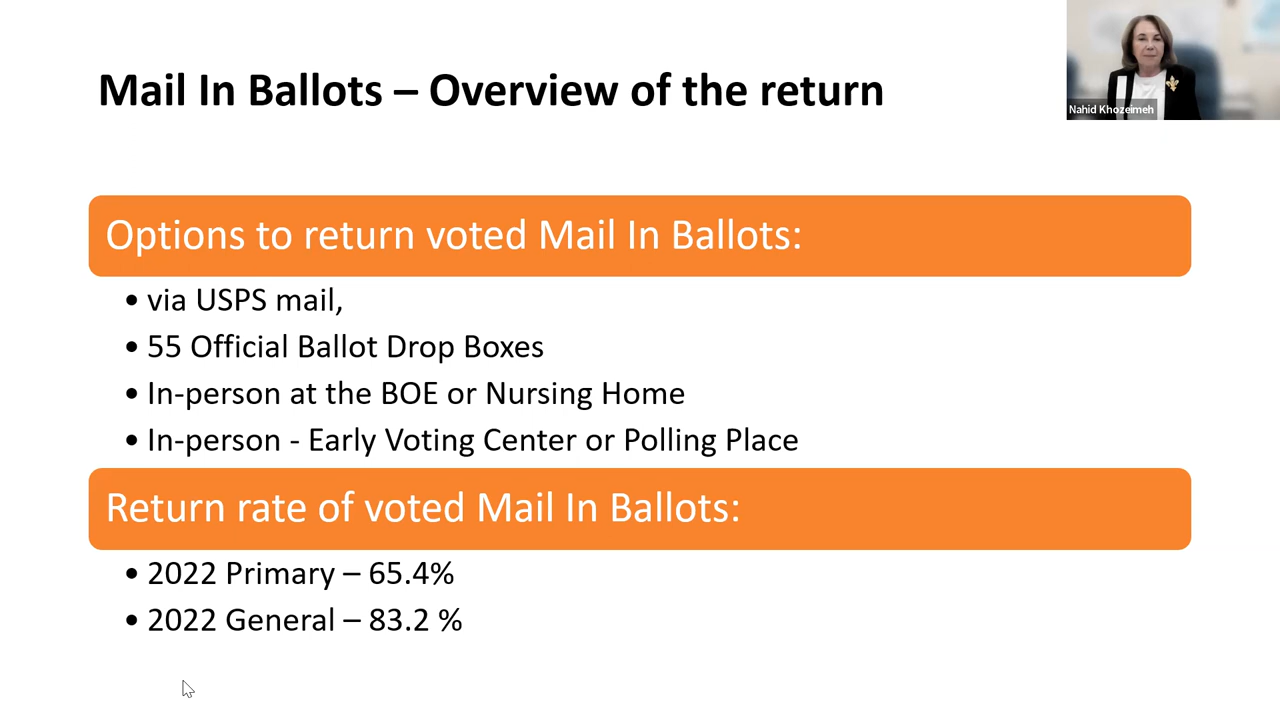 Mail In Ballots – Overview of the return
Nahid Khozeimeh
Options to return voted Mail In Ballots:
• via USPS mail,
• 55 Official Ballot Drop Boxes
• In-person at the BOE or Nursing Home
• In-person - Early Voting Center or Polling Place
Return rate of voted Mail In Ballots:
• 2022 Primary – 65.4%
• 2022 General – 83.2 %